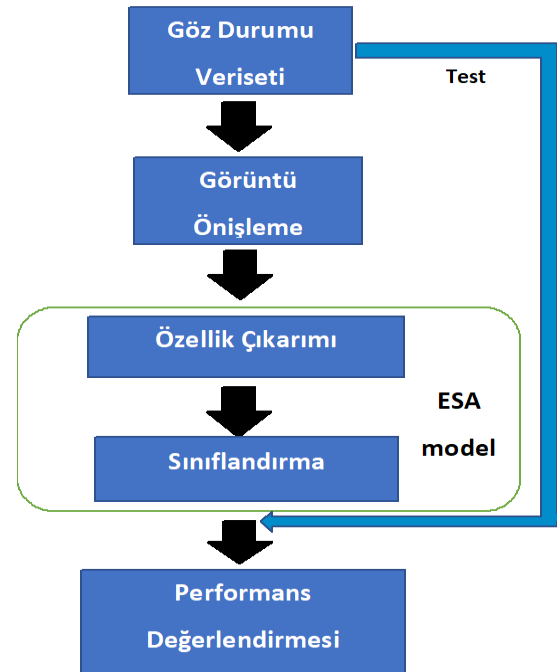 Göz Durumu
Veriseti
Test
Görüntü
Önişleme
Özellik Çıkarımı
ESA
model
Sınıflandırma
Performans
Değerlendirmesi